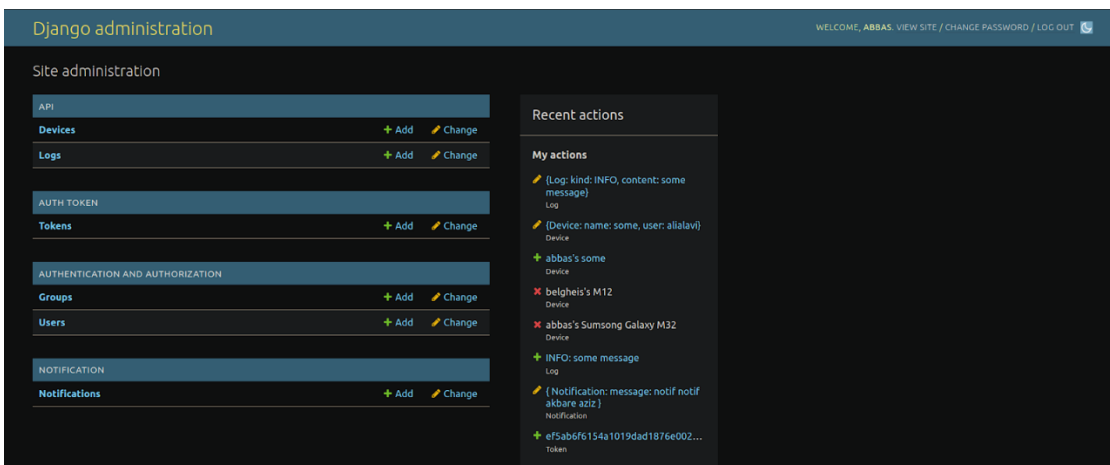 Django administration
WELCOME, ABBAS. VIEW SITE / CHANGE PASSWORD / LOG OUT
Site administration
API
Devices Add Change
Logs Add Change
AUTH TOKEN
Tokens Add Change
AUTHENTICATION AND AUTHORIZATION
Groups Add Change
Users Add Change
NOTIFICATION
Notifications Add Change
Recent actions
My actions
{Log: kind: INFO, content: some
message}
Log
{Device: name: some, user: alialavi}
Device
abbas's some
Device
belgheis's M12
Device
abbas's Sumsong Galaxy M32
Device
INFO: some message
Log
{ Notification: message: notif notif
akbare aziz }
Notification
ef5ab6f6154a1019dad1876e002...
Token